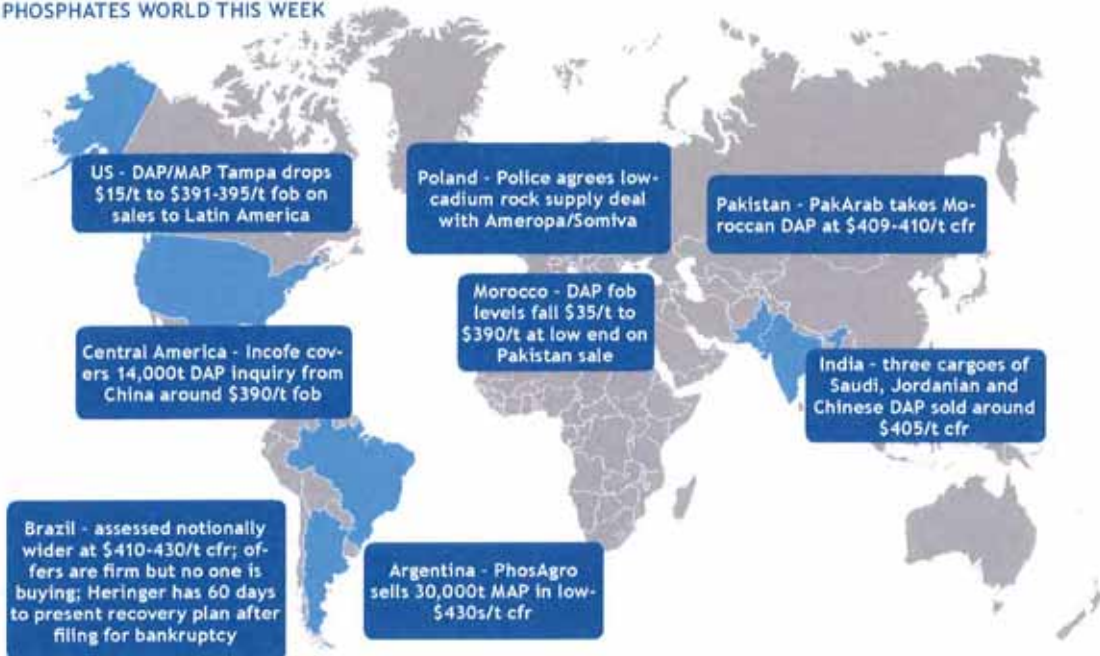 PHOSPHATES WORLD THIS WEEK
US - DAP/MAP Tampa drops
$15/t to $391-395/t fob on
sales to Latin America
Poland - Police agrees low-
cadium rock supply deal
with Ameropa/Somiva
Pakistan - PakArab takes Mo-
roccan DAP at $409-410/t cfr
Morocco - DAP fob
levels fall $35/t to
$390/t at low end on
Pakistan sale
Central America - Incofe cov-
ers 14,000t DAP inquiry from
China around $390/t fob
India - three cargoes of
Saudi, Jordanian and
Chinese DAP sold around
$405/t cfr
Brazil - assessed notionally
wider at $410-430/t cfr; of-
fers are firm but no one is
buying; Heringer has 60 days
to present recovery plan after
filing for bankruptcy
Argentina - PhosAgro
sells 30,000t MAP in low-
$430s/t cfr